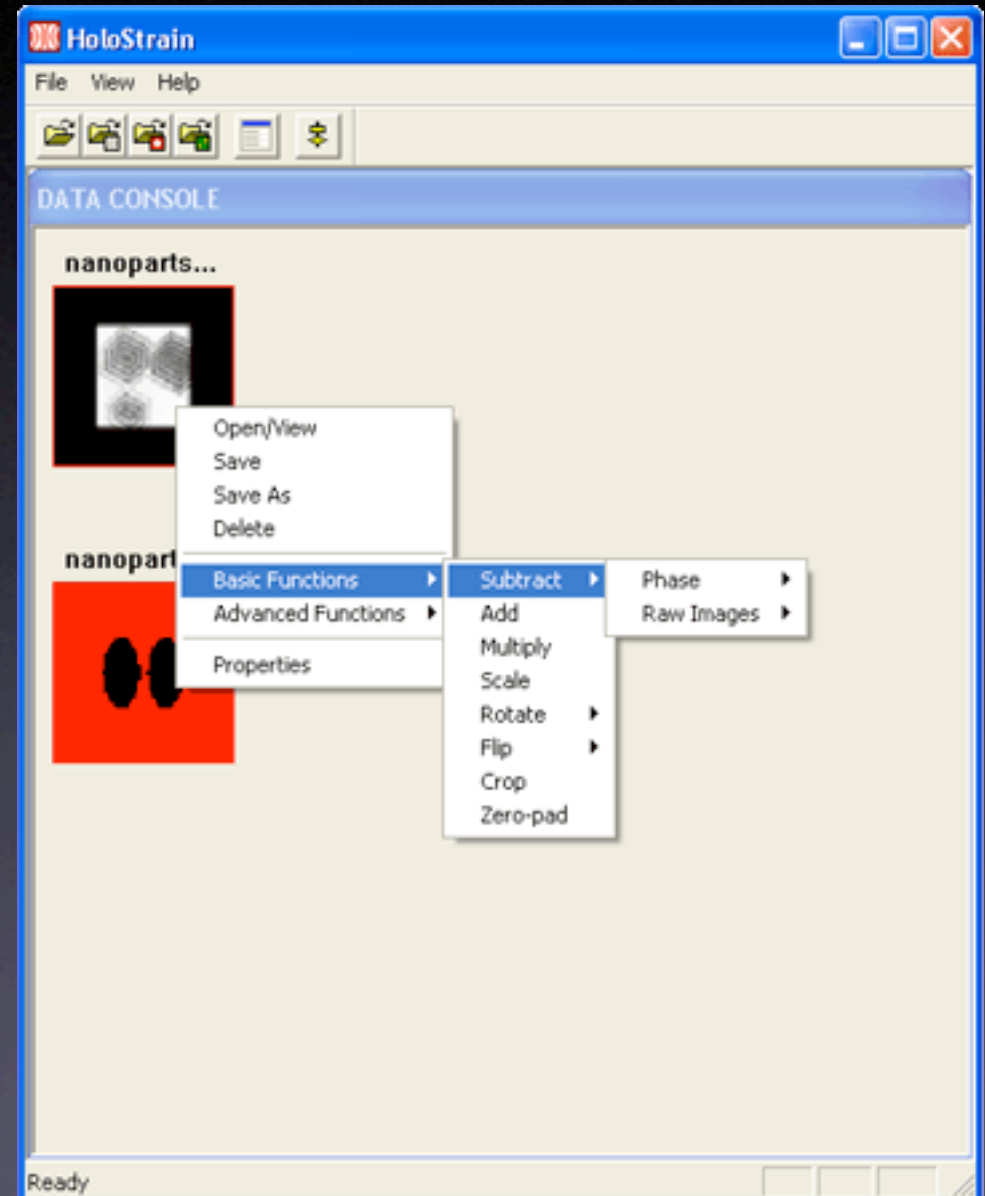 HoloStrain
File View Help
DATA CONSOLE
nanoparts...
Open/View
Save
Save As
Delete
nanopart
Basic Functions
Advanced Functions
Properties
Subtract
Add
Multiply
Scale
Rotate
Flip
Crop
Zero-pad
Phase
Raw Images
Ready